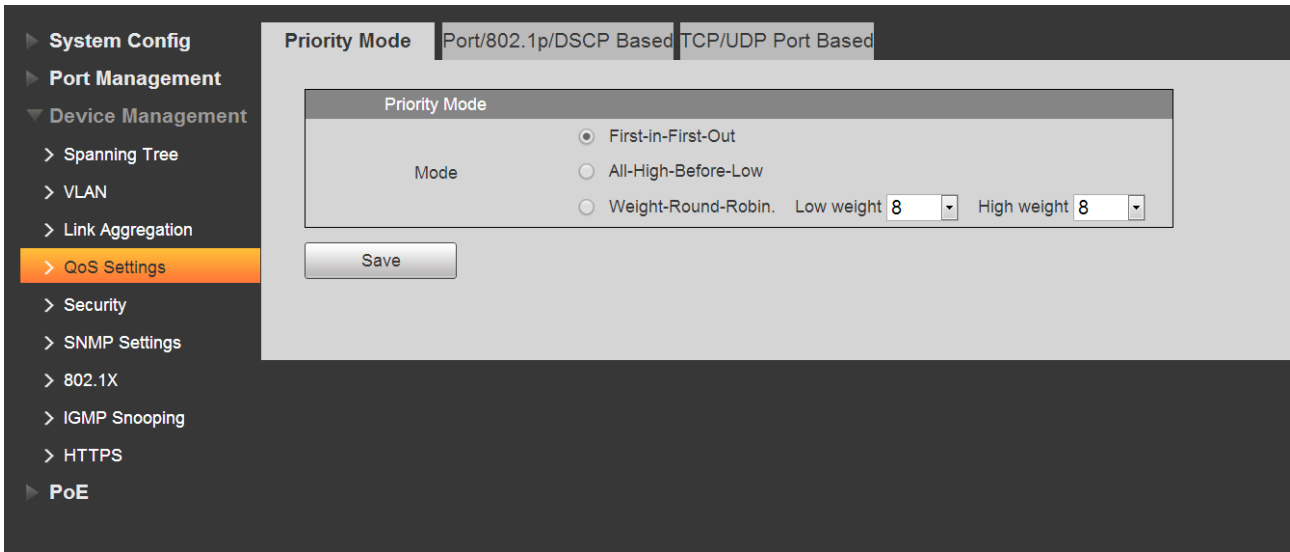 System Config
Port Management
Device Management
Spanning Tree
VLAN
Link Aggregation
QoS Settings
Security
SNMP Settings
802.1X
IGMP Snooping
HTTPS
PoE
Priority Mode Port/802.1p/DSCP Based TCP/UDP Port Based
Priority Mode
Mode
First-in-First-Out
All-High-Before-Low
Weight-Round-Robin. Low weight 8 High weight 8
Save